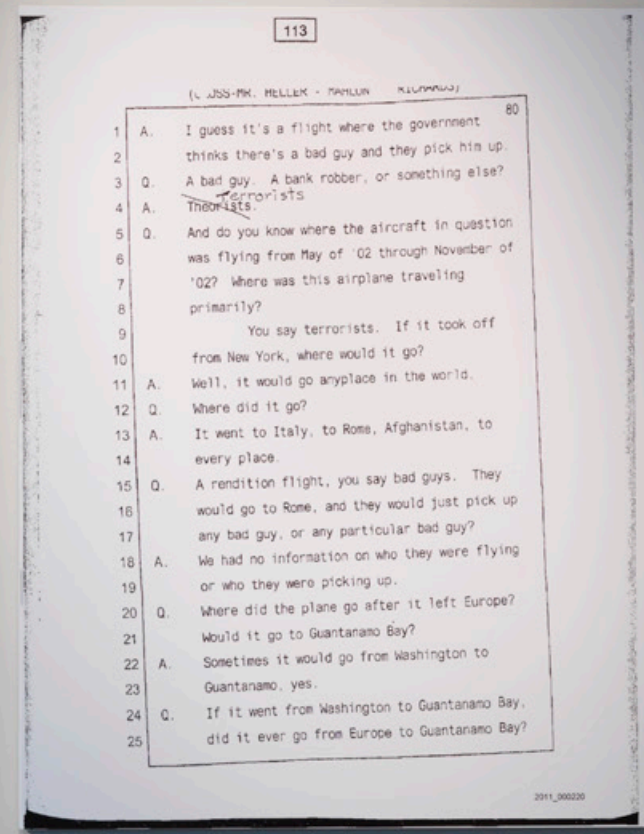 113
(C OSS-MR. HELLER - MAHLON RICHARDS)
80
1 A. I guess it's a flight where the government
2 thinks there's a bad guy and they pick him up.
3 Q. A bad guy. A bank robber, or something else?
Terrorists
4 A. Theorists.
5 Q. And do you know where the aircraft in question
6 was flying from May of '02 through November of
7 '02? Where was this airplane traveling
8 primarily?
9 You say terrorists. If it took off
10 from New York, where would it go?
11 A. Well, it would go anyplace in the world.
12 Q. Where did it go?
13 A. It went to Italy, to Rome, Afghanistan, to
14 every place.
15 Q. A rendition flight, you say bad guys. They
16 would go to Rome, and they would just pick up
17 any bad guy, or any particular bad guy?
18 A. We had no information on who they were flying
19 or who they were picking up.
20 Q. Where did the plane go after it left Europe?
21 Would it go to Guantanamo Bay?
22 A. Sometimes it would go from Washington to
23 Guantanamo, yes.
24 Q. If it went from Washington to Guantanamo Bay,
25 did it ever go from Europe to Guantanamo Bay?
2011_000220